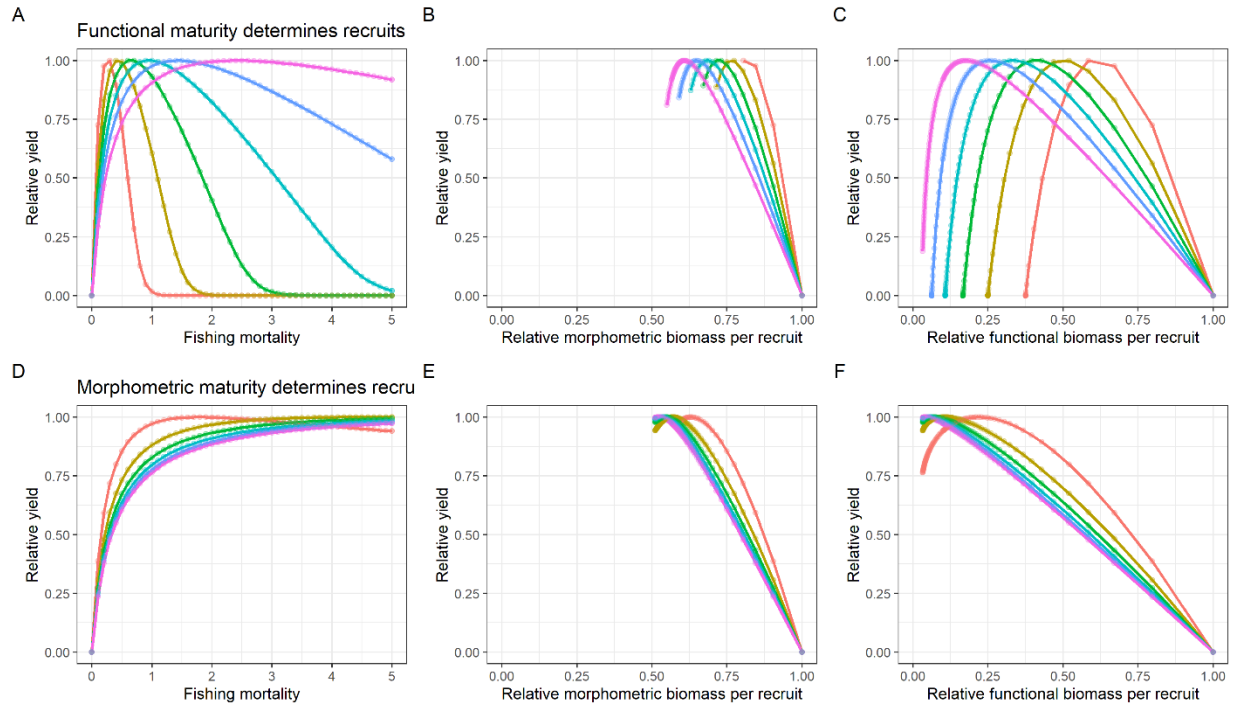 A
Functional maturity determines recruits
Relative yield
1.00
0.75
0.50
0.25
0.00
0 1 2 3 4 5
Fishing mortality
B
Relative yield
1.00
0.75
0.50
0.25
0.00
0.00 0.25 0.50 0.75 1.00
Relative morphometric biomass per recruit
C
Relative yield
1.00
0.75
0.50
0.25
0.00
0.00 0.25 0.50 0.75 1.00
Relative functional biomass per recruit
D
Morphometric maturity determines recru
Relative yield
1.00
0.75
0.50
0.25
0.00
0 1 2 3 4 5
Fishing mortality
E
Relative yield
1.00
0.75
0.50
0.25
0.00
0.00 0.25 0.50 0.75 1.00
Relative morphometric biomass per recruit
F
Relative yield
1.00
0.75
0.50
0.25
0.00
0.00 0.25 0.50 0.75 1.00
Relative functional biomass per recruit